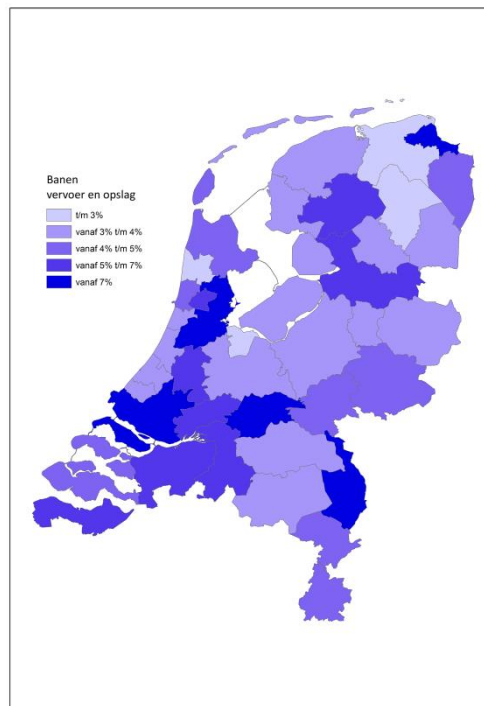 Banen
vervoer en opslag
t/m 3%
vanaf 3% t/m 4%
vanaf 4% t/m 5%
vanaf 5% t/m 7%
vanaf 7%